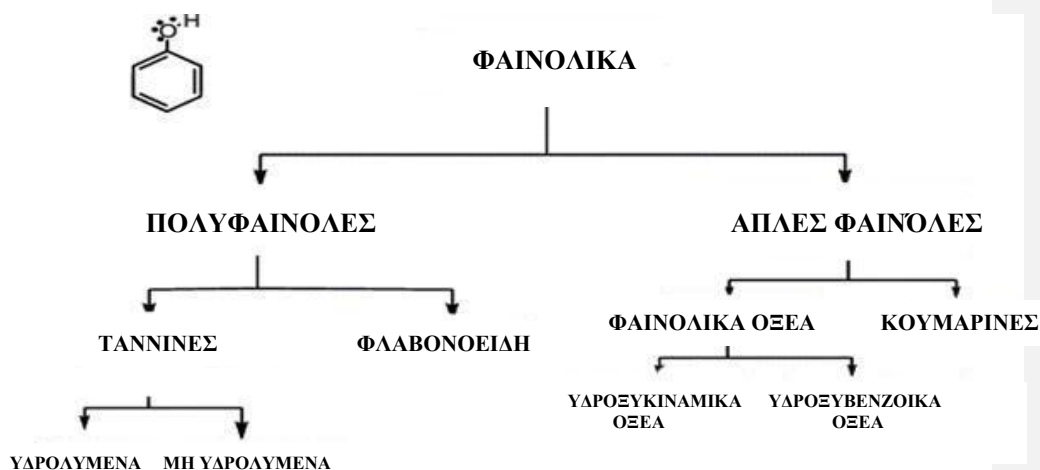 O H
ΦΑΙΝΟΛΙΚΑ
ΠΟΛΥΦΑΙΝΟΛΕΣ ΑΠΛΕΣ ΦΑΙΝΌΛΕΣ
ΤΑΝΝΙΝΕΣ ΦΛΑΒΟΝΟΕΙΔΗ ΦΑΙΝΟΛΙΚΑ ΟΞΕΑ ΚΟΥΜΑΡΙΝΕΣ
ΥΔΡΟΞΥΚΙΝΑΜΙΚΑ
ΟΞΕΑ
ΥΔΡΟΞΥΒΕΝΖΟΙΚΑ
ΟΞΕΑ
ΥΔΡΟΛΥΜΕΝΑ ΜΗ ΥΔΡΟΛΥΜΕΝΑ